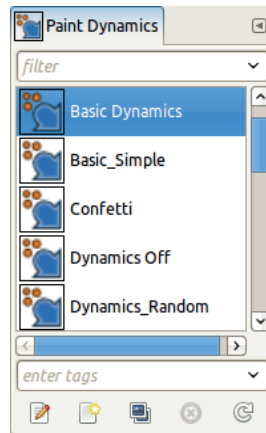 Paint Dynamics
filter
Basic Dynamics
Basic_Simple
Confetti
Dynamics Off
Dynamics_Random
enter tags